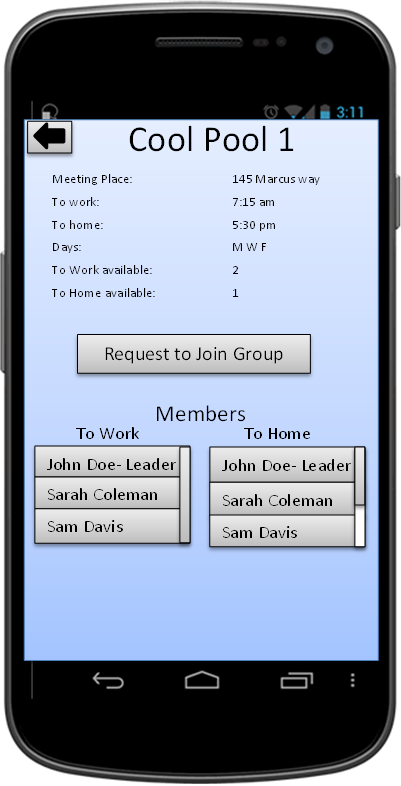 3:11
Cool Pool 1
Meeting Place: 145 Marcus way
To work: 7:15 am
To home: 5:30 pm
Days: M W F
To Work available: 2
To Home available: 1
Request to Join Group
Members
To Work To Home
John Doe- Leader John Doe- Leader
Sarah Coleman Sarah Coleman
Sam Davis Sam Davis